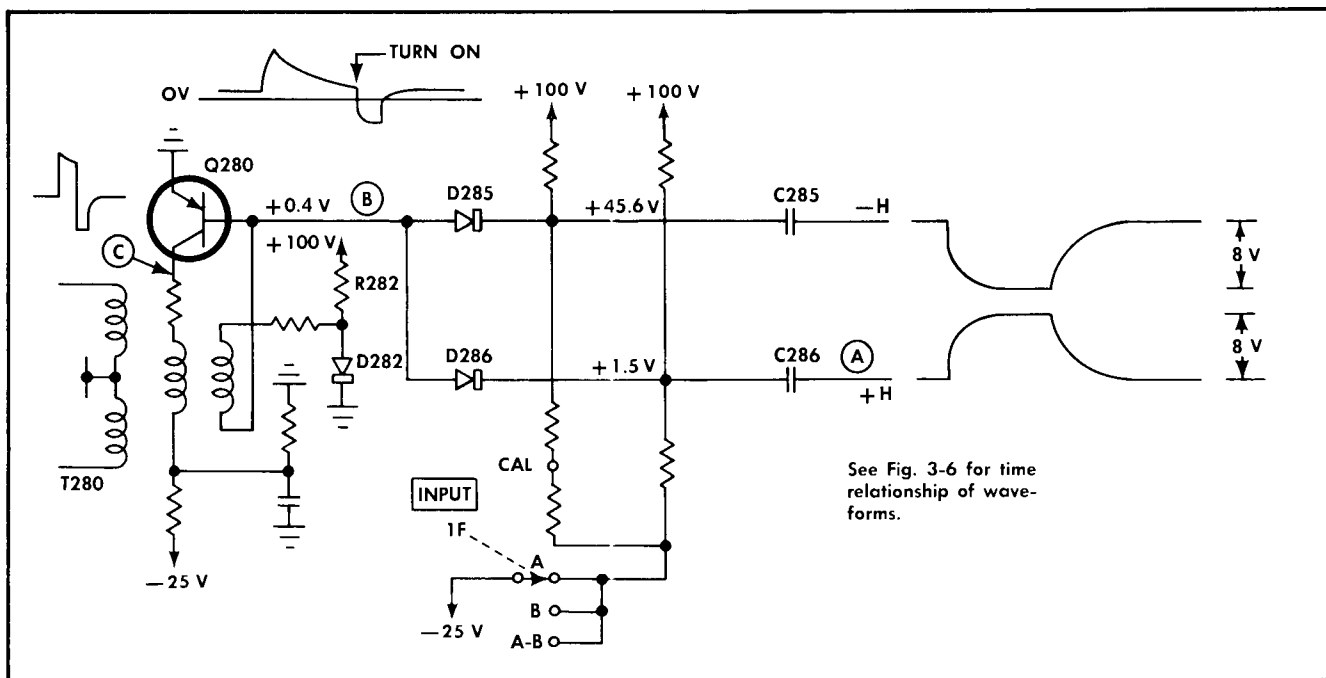 TURN ON
OV
+ 100 V
+ 100 V
Q280
+0.4 V
B
D285
+45.6 V
C285
—H
8 V
C
+ 100 V
R282
D282
D286
+ 1.5 V
C286
A
+ H
8 V
T280
CAL
INPUT
1F
A
B
A-B
—25 V
—25 V
See Fig. 3-6 for time
relationship of wave-
forms.